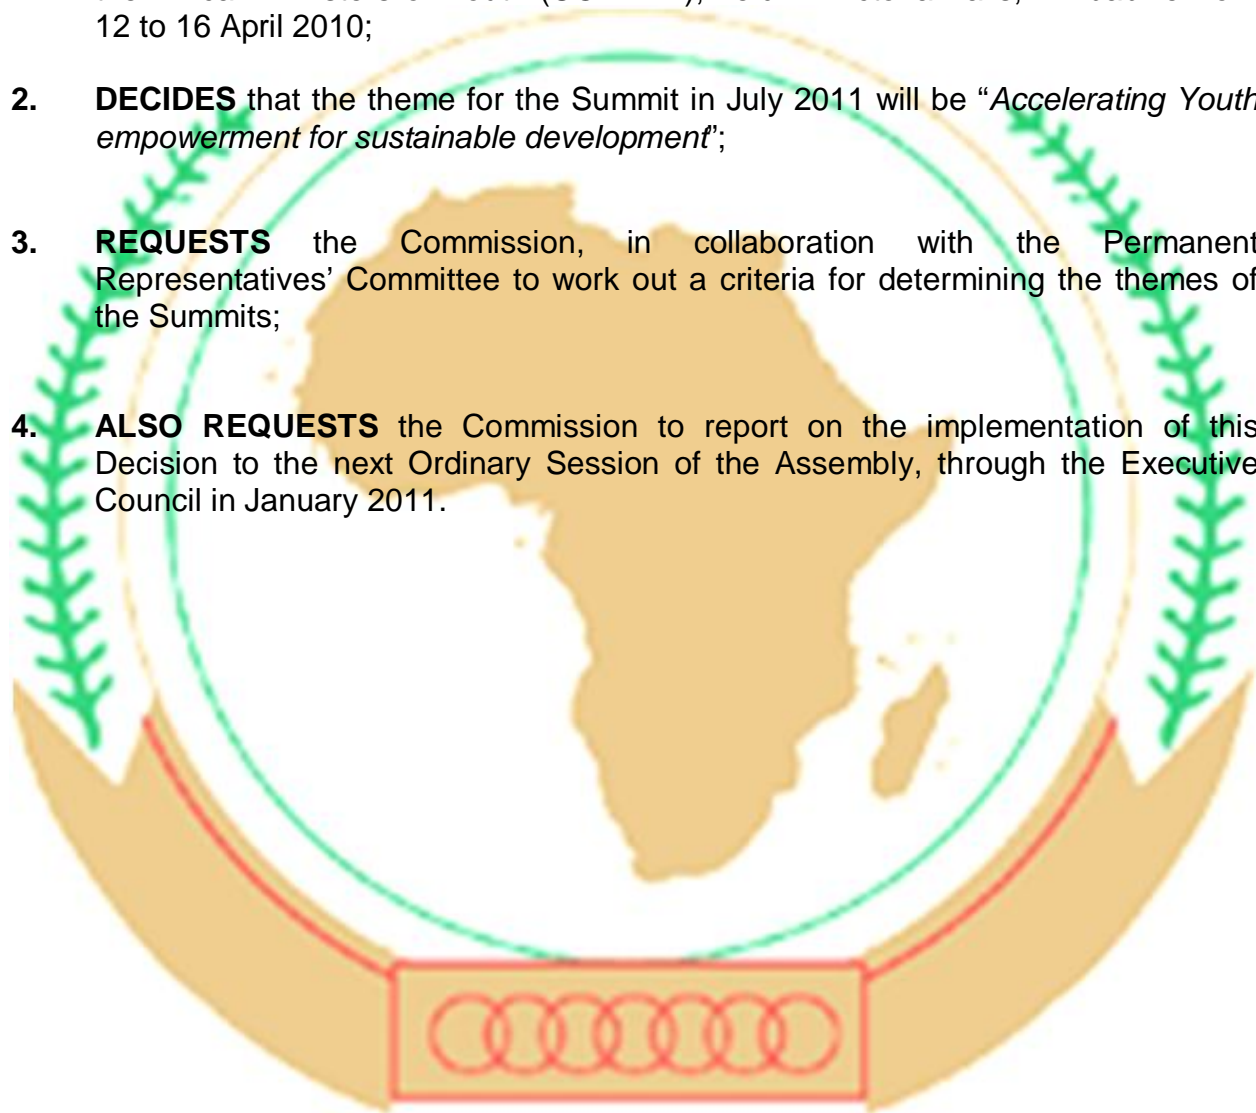 12 to 16 April 2010;
2. DECIDES that the theme for the Summit in July 2011 will be “Accelerating Youth
empowerment for sustainable development”;
3. REQUESTS the Commission, in collaboration with the Permanent
Representatives’ Committee to work out a criteria for determining the themes of
the Summits;
4. ALSO REQUESTS the Commission to report on the implementation of this
Decision to the next Ordinary Session of the Assembly, through the Executive
Council in January 2011.